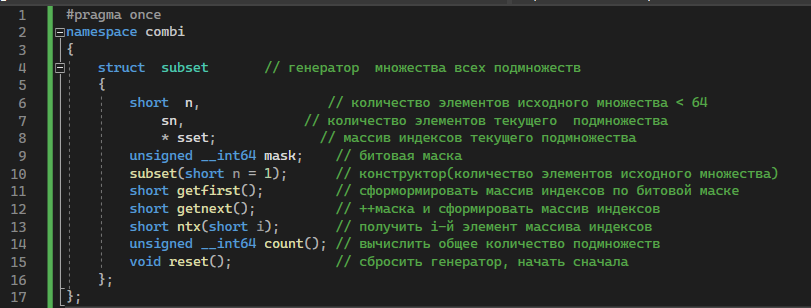 1 #pragma once
2 namespace combi
3 {
4 struct subset // генератор множества всех подмножеств
5 {
6 short n, // количество элементов исходного множества < 64
7 sn, // количество элементов текущего подмножества
8 * sset; // массив индексов текущего подмножества
9 unsigned __int64 mask; // битовая маска
10 subset(short n = 1); // конструктор(количество элементов исходного множества)
11 short getfirst(); // сформормировать массив индексов по битовой маске
12 short getnext(); // ++маска и сформировать массив индексов
13 short ntx(short i); // получить i-й элемент массива индексов
14 unsigned __int64 count(); // вычислить общее количество подмножеств
15 void reset(); // сбросить генератор, начать сначала
16 };
17 };